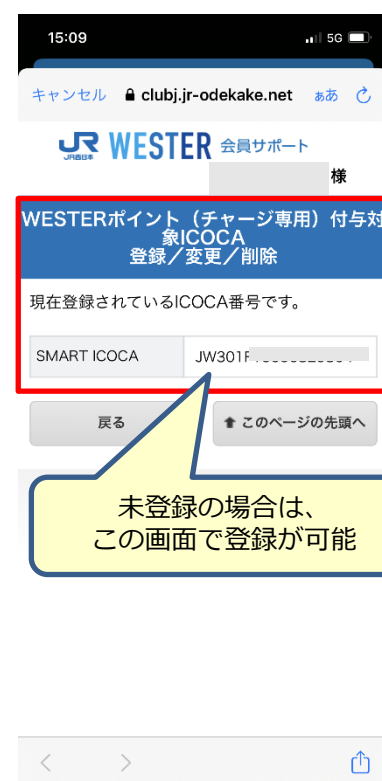 15:09
5G
キャンセル clubj.jr-odekake.net ぁあ
JR WESTER 会員サポート
JR西日本
様
WESTERポイント（チャージ専用）付与対
象ICOCA
登録／変更／削除
現在登録されているICOCA番号です。
SMART ICOCA
戻る
このページの先頭へ
未登録の場合は、
この画面で登録が可能